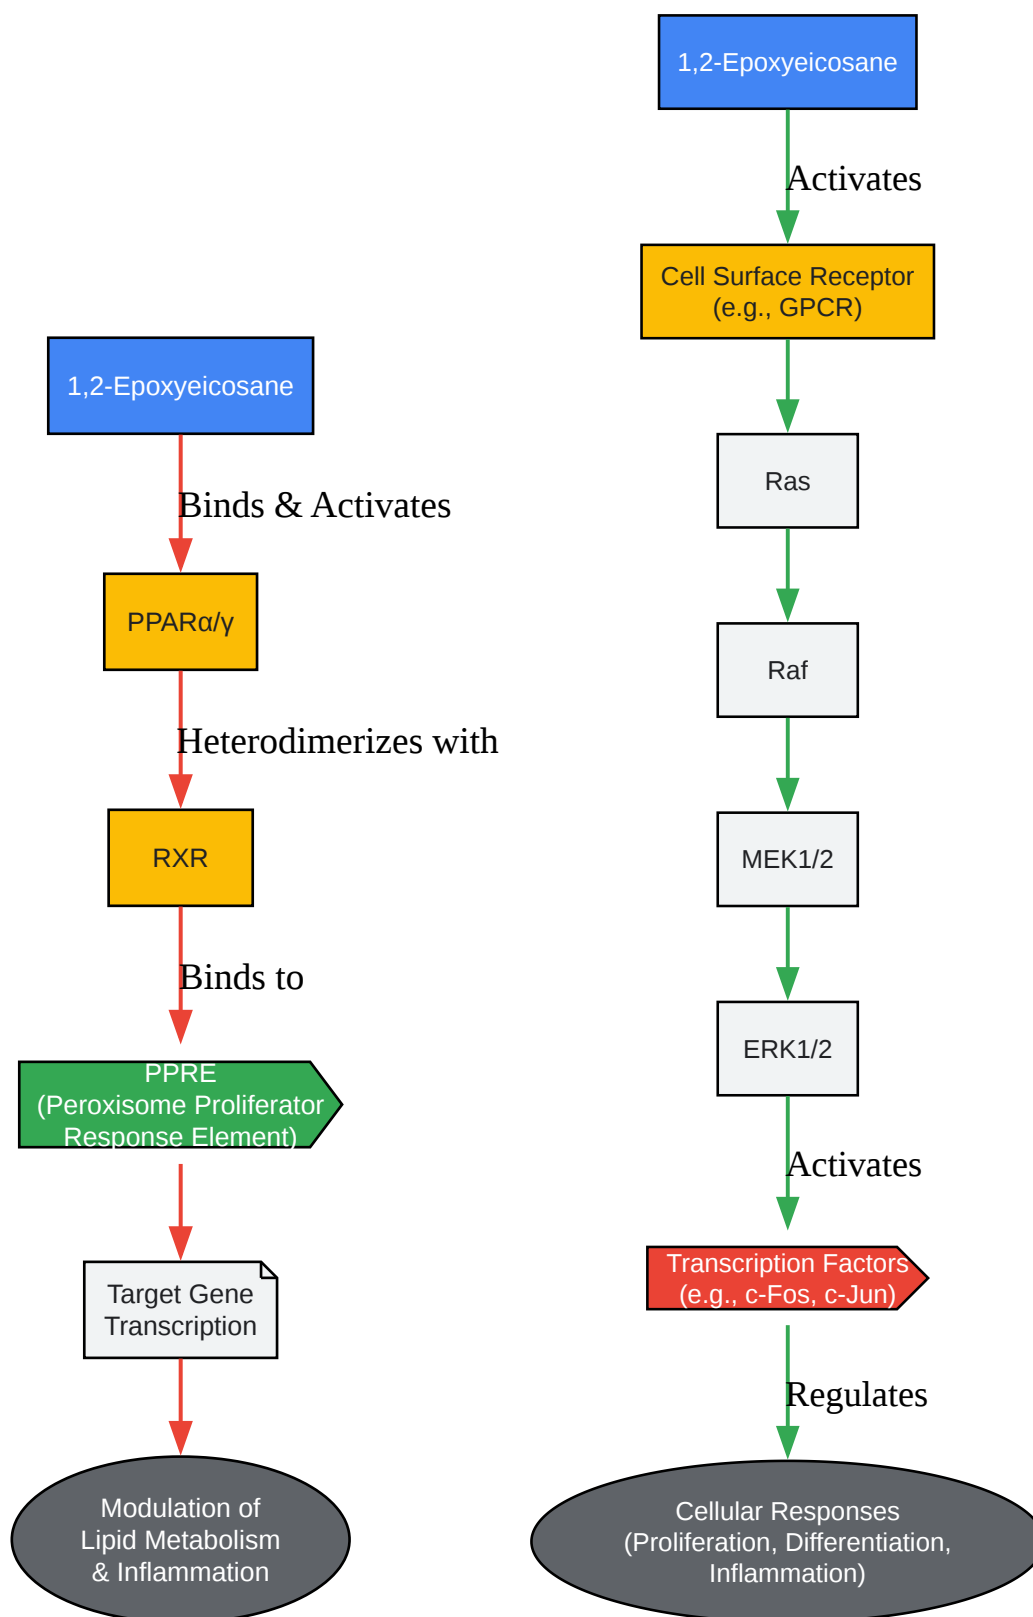 1,2-Epoxyeicosane
Binds & Activates
PPARα/γ
Heterodimerizes with
RXR
Binds to
PPRE
(Peroxisome Proliferator
Response Element)
Target Gene
Transcription
Modulation of
Lipid Metabolism
& Inflammation
1,2-Epoxyeicosane
Activates
Cell Surface Receptor
(e.g., GPCR)
Ras
Raf
MEK1/2
ERK1/2
Activates
Transcription Factors
(e.g., c-Fos, c-Jun)
Regulates
Cellular Responses
(Proliferation, Differentiation,
Inflammation)